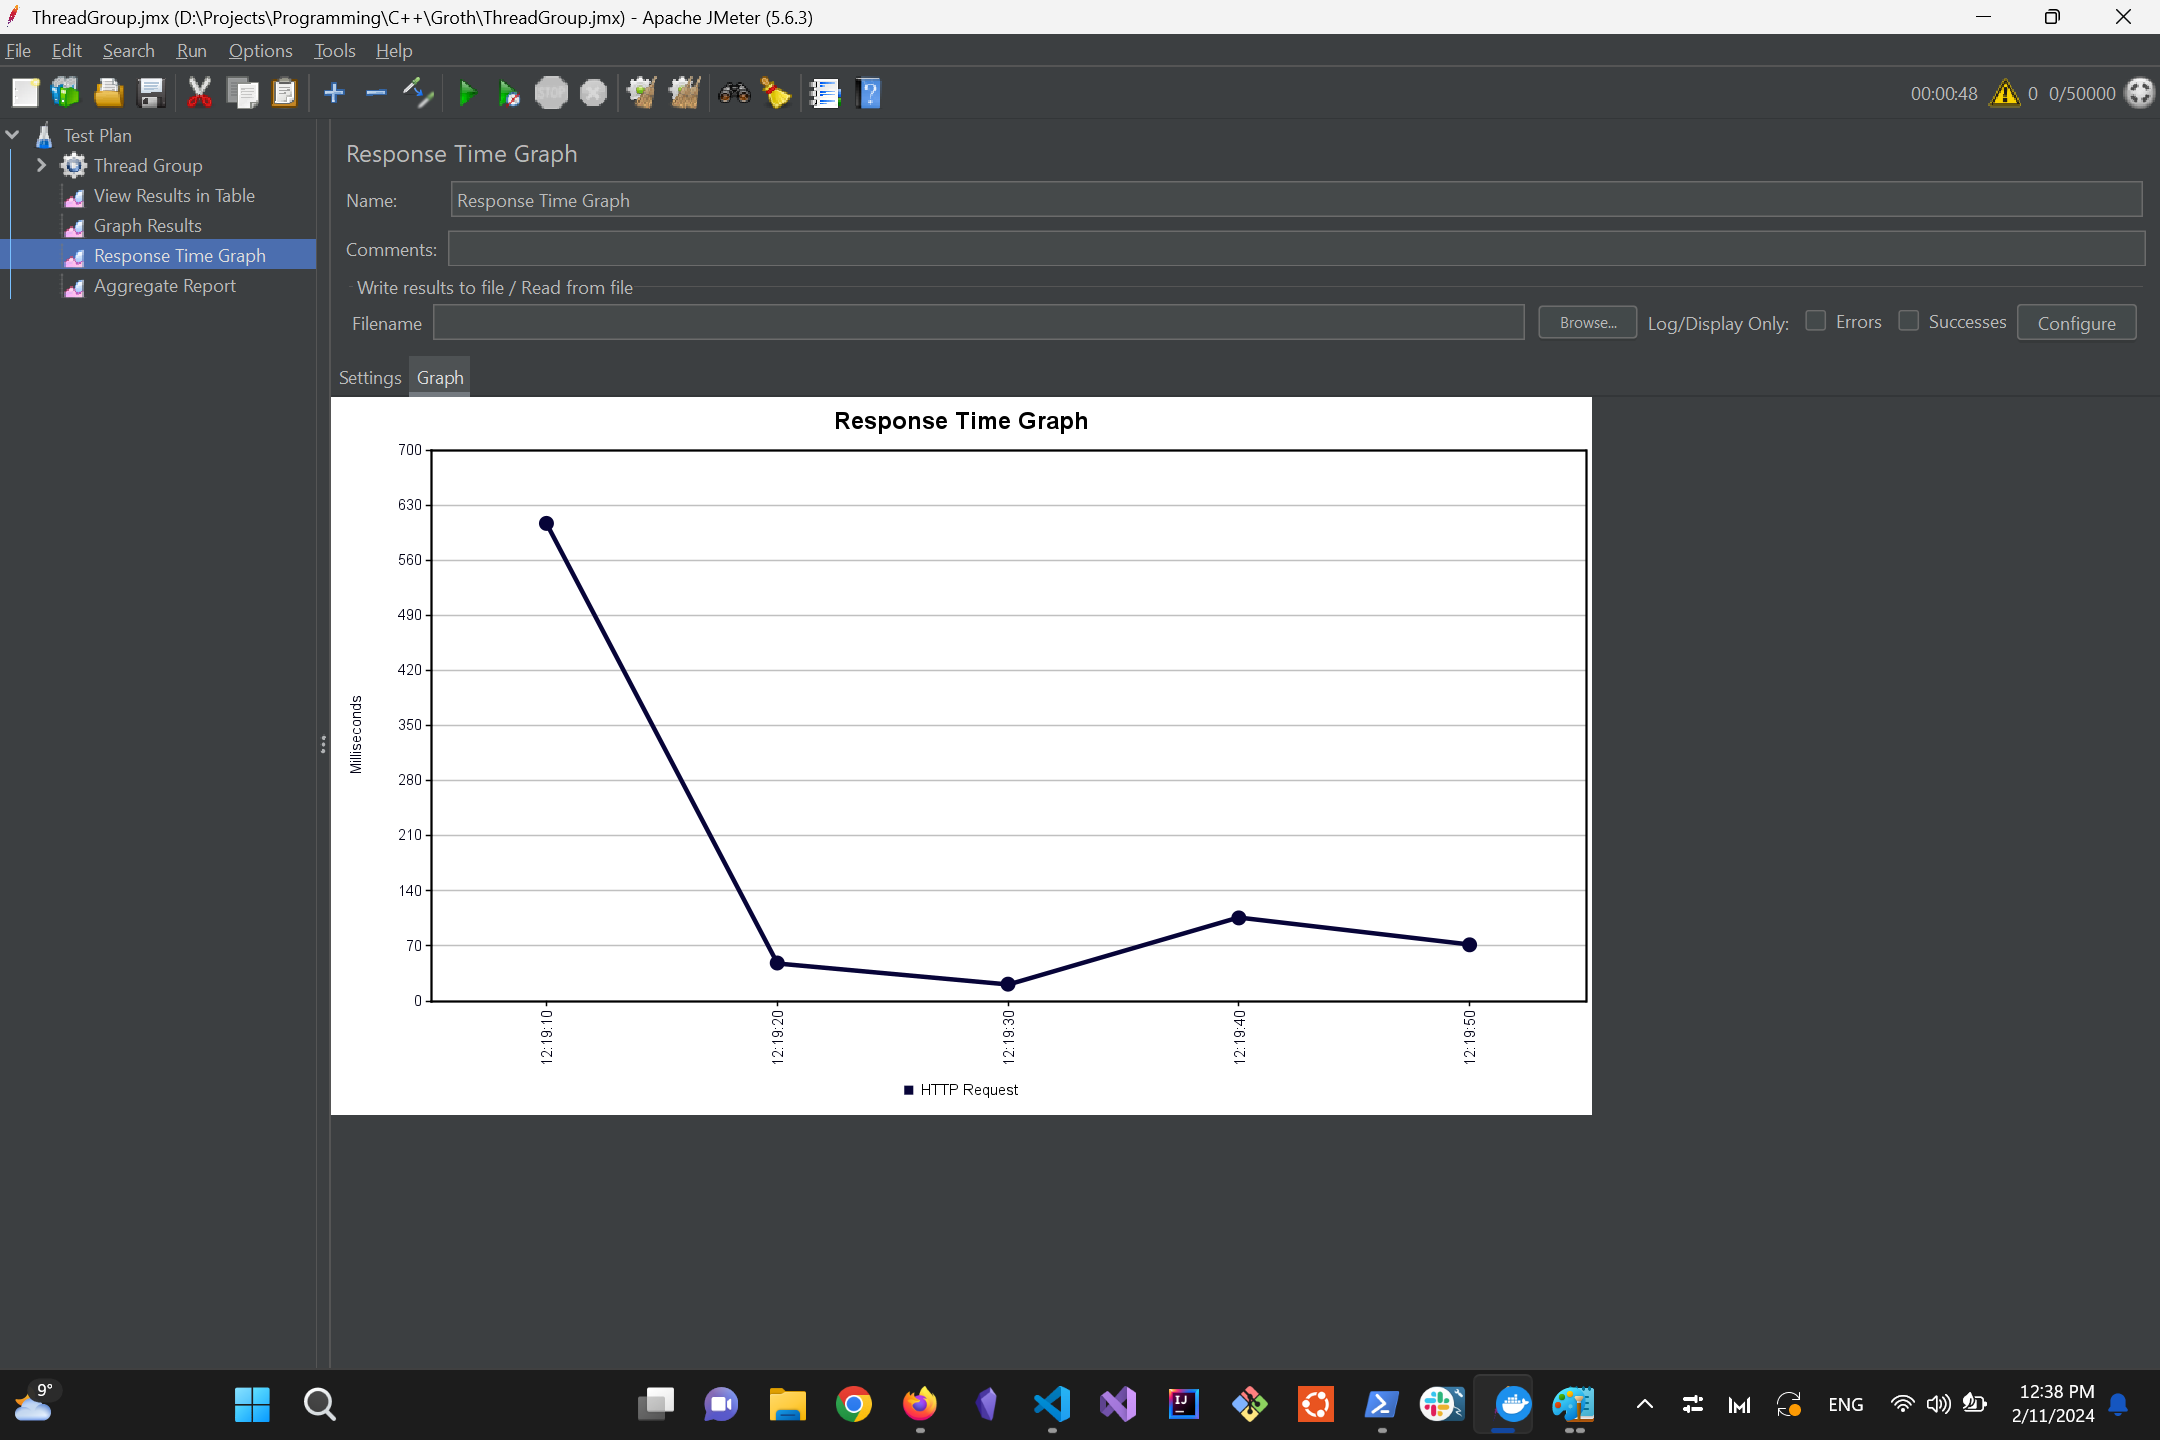 ThreadGroup.jmx (D:\Projects\Programming\C++\Groth\ThreadGroup.jmx) - Apache JMeter (5.6.3)
File Edit Search Run Options Tools Help
STOP
?
00:00:48 0 0/50000
Test Plan
Thread Group
View Results in Table
Graph Results
Response Time Graph
Aggregate Report
Response Time Graph
Name: Response Time Graph
Comments:
Write results to file / Read from file
Filename Browse... Log/Display Only: Errors Successes Configure
Settings Graph
Response Time Graph
700
630
560
490
420
350
280
210
140
70
0
Milliseconds
12:19:10
12:19:20
12:19:30
12:19:40
12:19:50
HTTP Request
9°
IJ
ENG
12:38 PM
2/11/2024